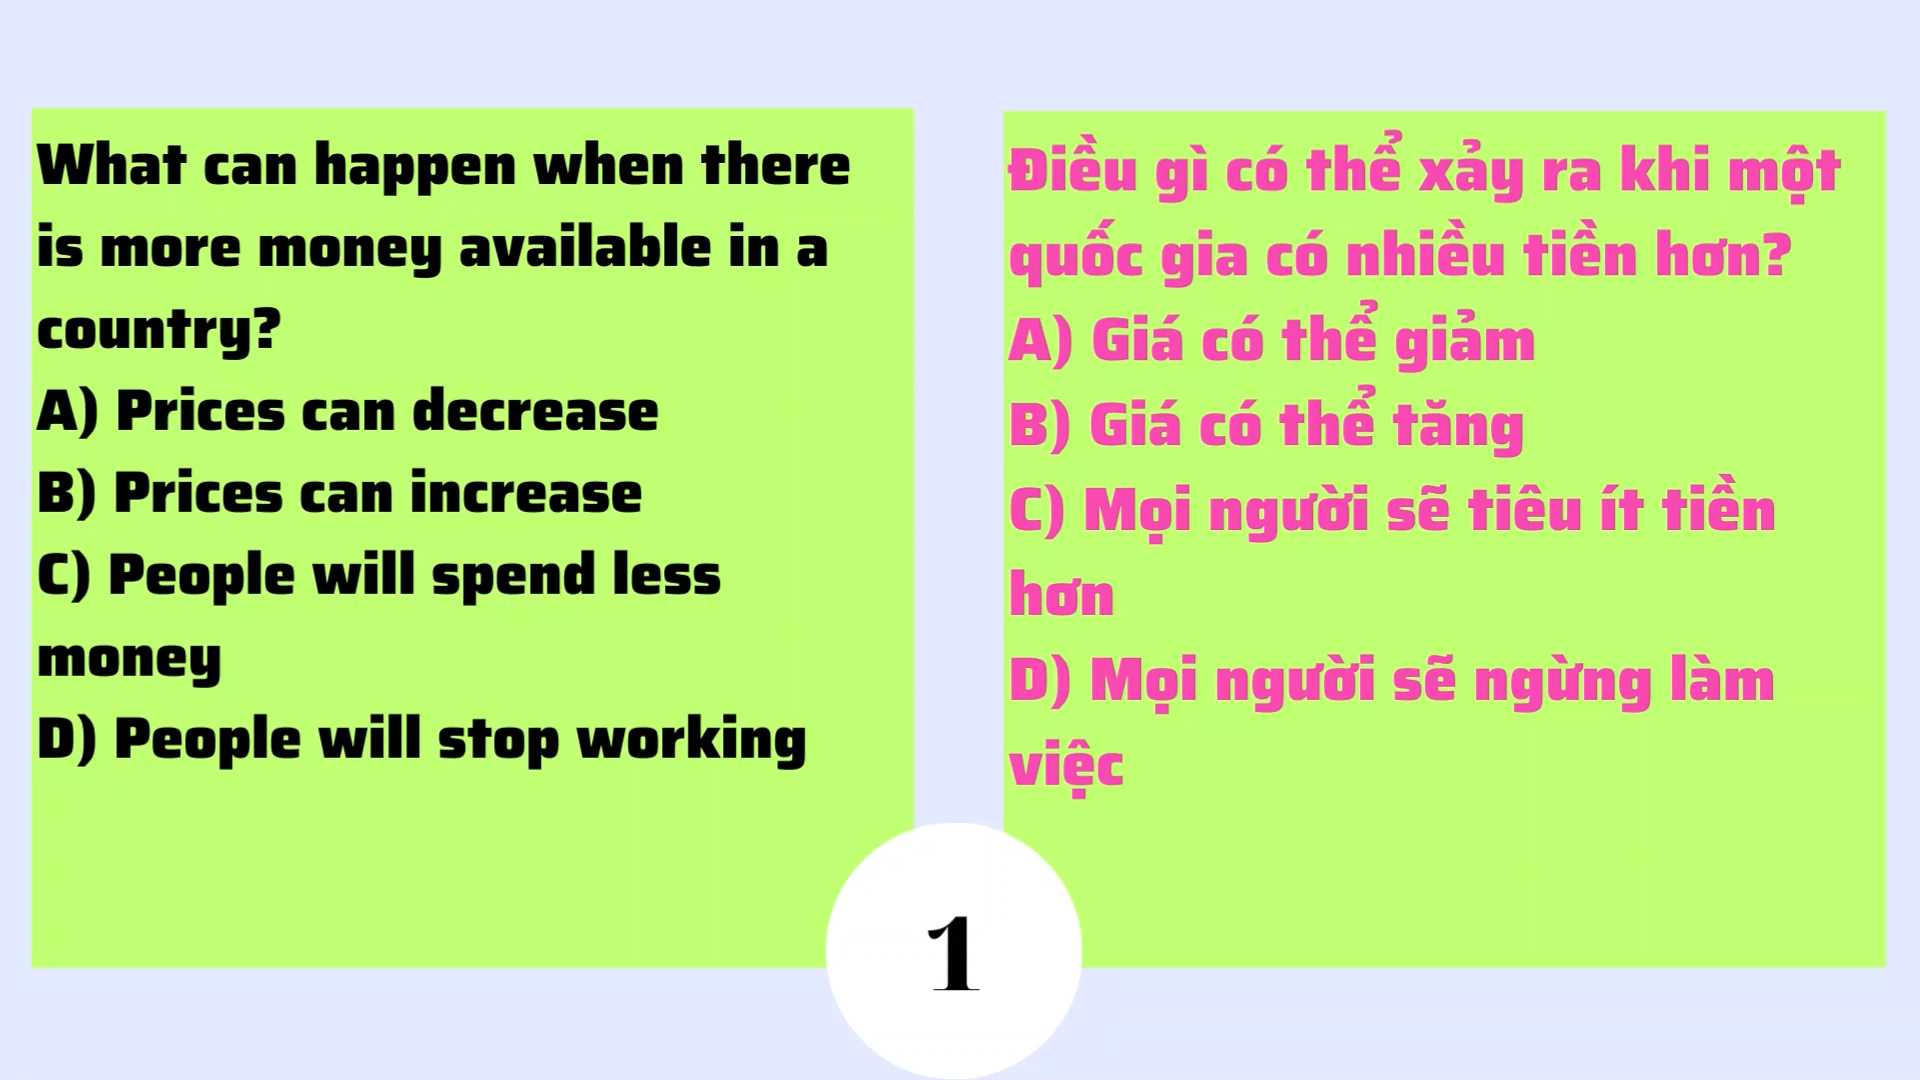 What can happen when there
is more money available in a
country?
A) Prices can decrease
B) Prices can increase
C) People will spend less
money
D) People will stop working
Điều gì có thể xảy ra khi một
quốc gia có nhiều tiền hơn?
A) Giá có thể giảm
B) Giá có thể tăng
C) Mọi người sẽ tiêu ít tiền
hơn
D) Mọi người sẽ ngừng làm
việc
1